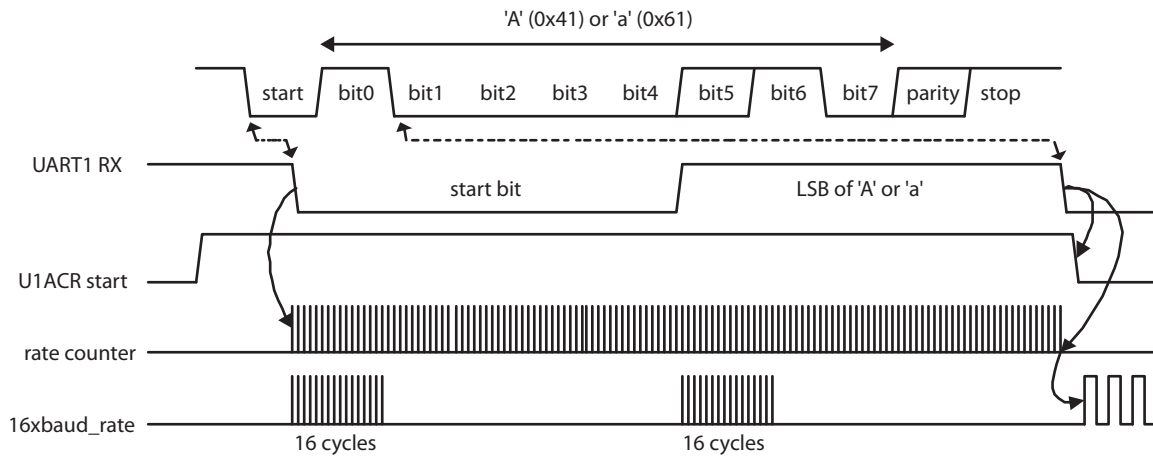 'A' (0x41) or 'a' (0x61)
start bit0 bit1 bit2 bit3 bit4 bit5 bit6 bit7 parity stop
UART1 RX
start bit LSB of 'A' or 'a'
U1ACR start
rate counter
16xbaud_rate
16 cycles 16 cycles